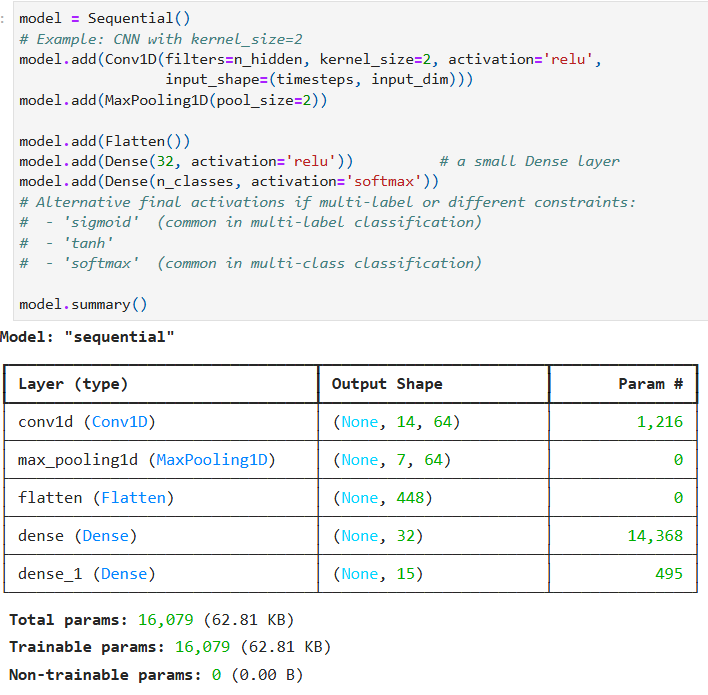 :
model = Sequential()
# Example: CNN with kernel_size=2
model.add(Conv1D(filters=n_hidden, kernel_size=2, activation='relu',
input_shape=(timesteps, input_dim)))
model.add(MaxPooling1D(pool_size=2))
model.add(Flatten())
model.add(Dense(32, activation='relu')) # a small Dense layer
model.add(Dense(n_classes, activation='softmax'))
# Alternative final activations if multi-label or different constraints:
# - 'sigmoid' (common in multi-label classification)
# - 'tanh'
# - 'softmax' (common in multi-class classification)
model.summary()
Model: "sequential"
Layer (type) Output Shape Param #
conv1d (Conv1D) (None, 14, 64) 1,216
max_pooling1d (MaxPooling1D) (None, 7, 64) 0
flatten (Flatten) (None, 448) 0
dense (Dense) (None, 32) 14,368
dense_1 (Dense) (None, 15) 495
Total params: 16,079 (62.81 KB)
Trainable params: 16,079 (62.81 KB)
Non-trainable params: 0 (0.00 B)